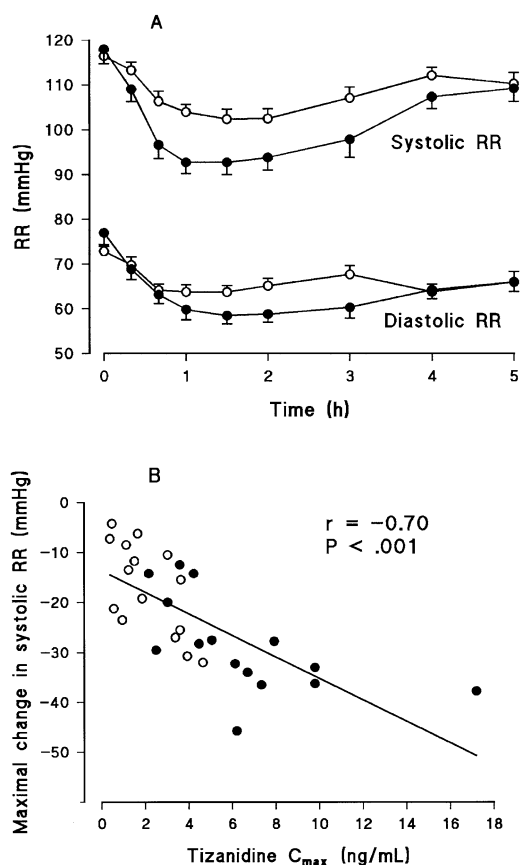 A
120
110
100
90
80
70
60
50
RR (mmHg)
Systolic RR
Diastolic RR
0 1 2 3 4 5
Time (h)
B
0
-10
-20
-30
-40
-50
Maximal change in systolic RR (mmHg)
r = -0.70
P < .001
0 2 4 6 8 10 12 14 16 18
Tizanidine Cmax (ng/mL)